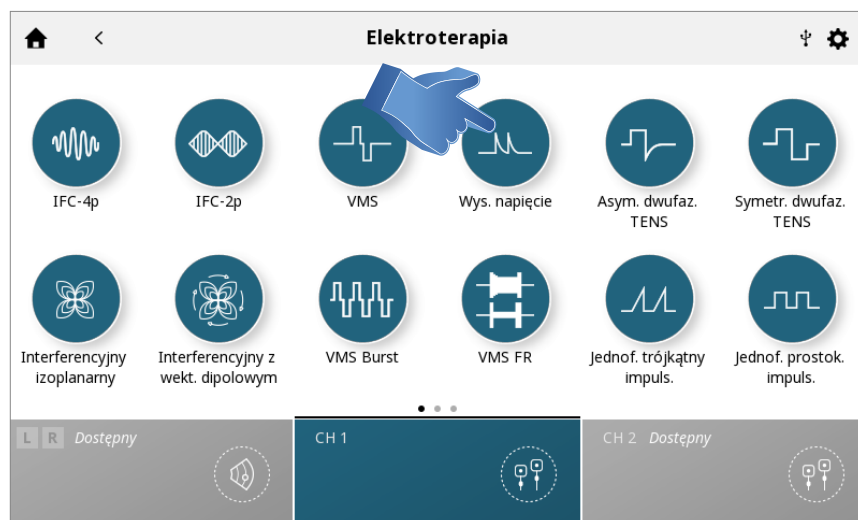 Elektroterapia
IFC-4p
IFC-2p
VMS
Wys. napięcie
Asym. dwufaz.
TENS
Symetr. dwufaz.
TENS
Interferencyjny
izoplanarny
Interferencyjny z
wekt. dipolowym
VMS Burst
VMS FR
Jednof. trójkątny
impuls.
Jednof. prostok.
impuls.
L R Dostępny
CH 1
CH 2 Dostępny